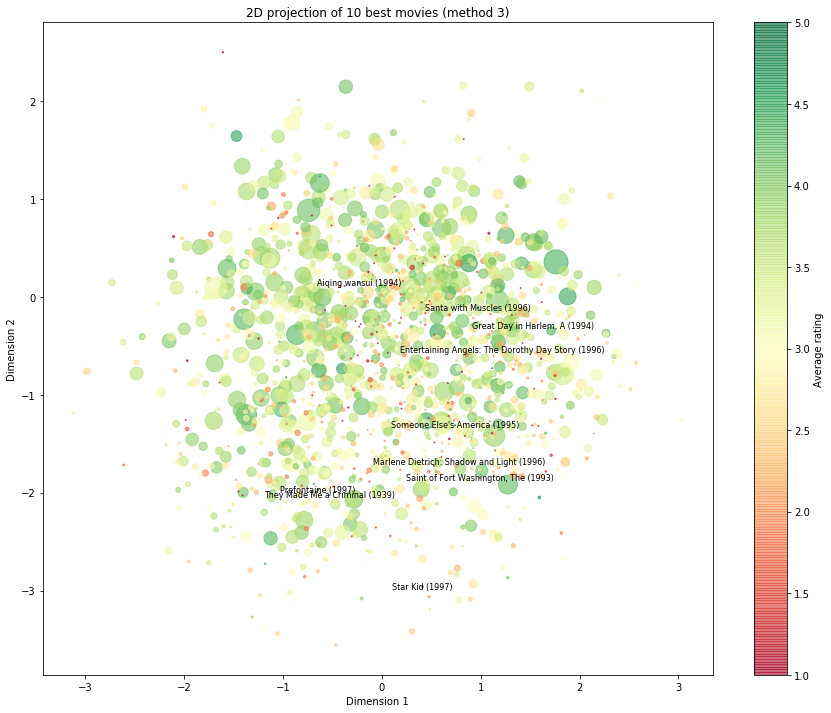 2D projection of 10 best movies (method 3)
5.0
4.5
4.0
3.5
3.0
2.5
2.0
1.5
1.0
Average rating
2
1
0
−1
−2
−3
Dimension 2
Aiqing wansui (1994)
Santa with Muscles (1996)
Great Day in Harlem, A (1994)
Entertaining Angels: The Dorothy Day Story (1996)
Someone Else's America (1995)
Marlene Dietrich: Shadow and Light (1996)
Saint of Fort Washington, The (1993)
Prefontaine (1997)
They Made Me a Criminal (1939)
Star Kid (1997)
−3
−2
−1
0
1
2
3
Dimension 1